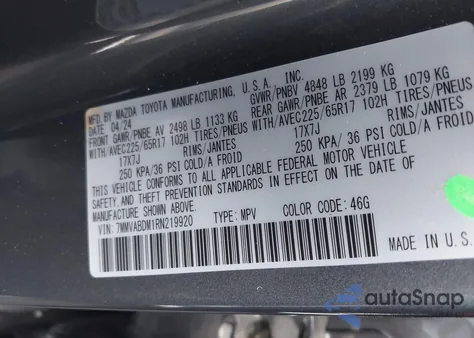 MFD. BY MAZDA TOYOTA MANUFACTURING, U.S.A. INC.
DATE: 04/24 GVWR/PNBV 4848 LB 2199 KG
FRONT GAWR/PNBE AV 2498 LB 1133 KG REAR GAWR/PNBE AR 2379 LB 1079 KG
WITH/AVEC225/65R17 102H TIRES/PNEUS WITH/AVEC225/65R17 102H TIRES/PNEUS
17X7J RIMS/JANTES 17X7J RIMS/JANTES
250 KPA/36 PSI COLD/A FROID 250 KPA/ 36 PSI COLD/A FROID
THIS VEHICLE CONFORMS TO ALL APPLICABLE FEDERAL MOTOR VEHICLE
SAFETY AND THEFT PREVENTION STANDARDS IN EFFECT ON THE
DATE OF MANUFACTURE SHOWN ABOVE.
VIN: 7MMVABDM1RN219920 TYPE: MPV COLOR CODE: 46G
MADE IN U.S.
autoSnap